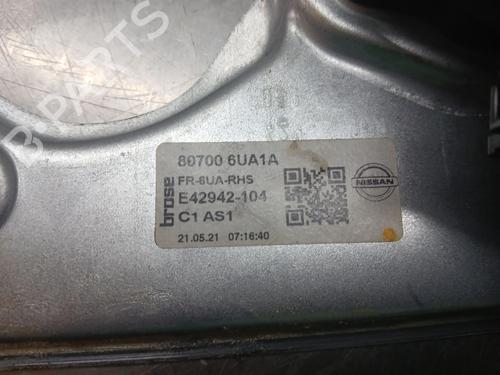 B PARTS
80700 6UA1A
FR-6UA-RHS
brose
E42942-104
NISSAN
C1 AS1
21.05.21 07:16:40